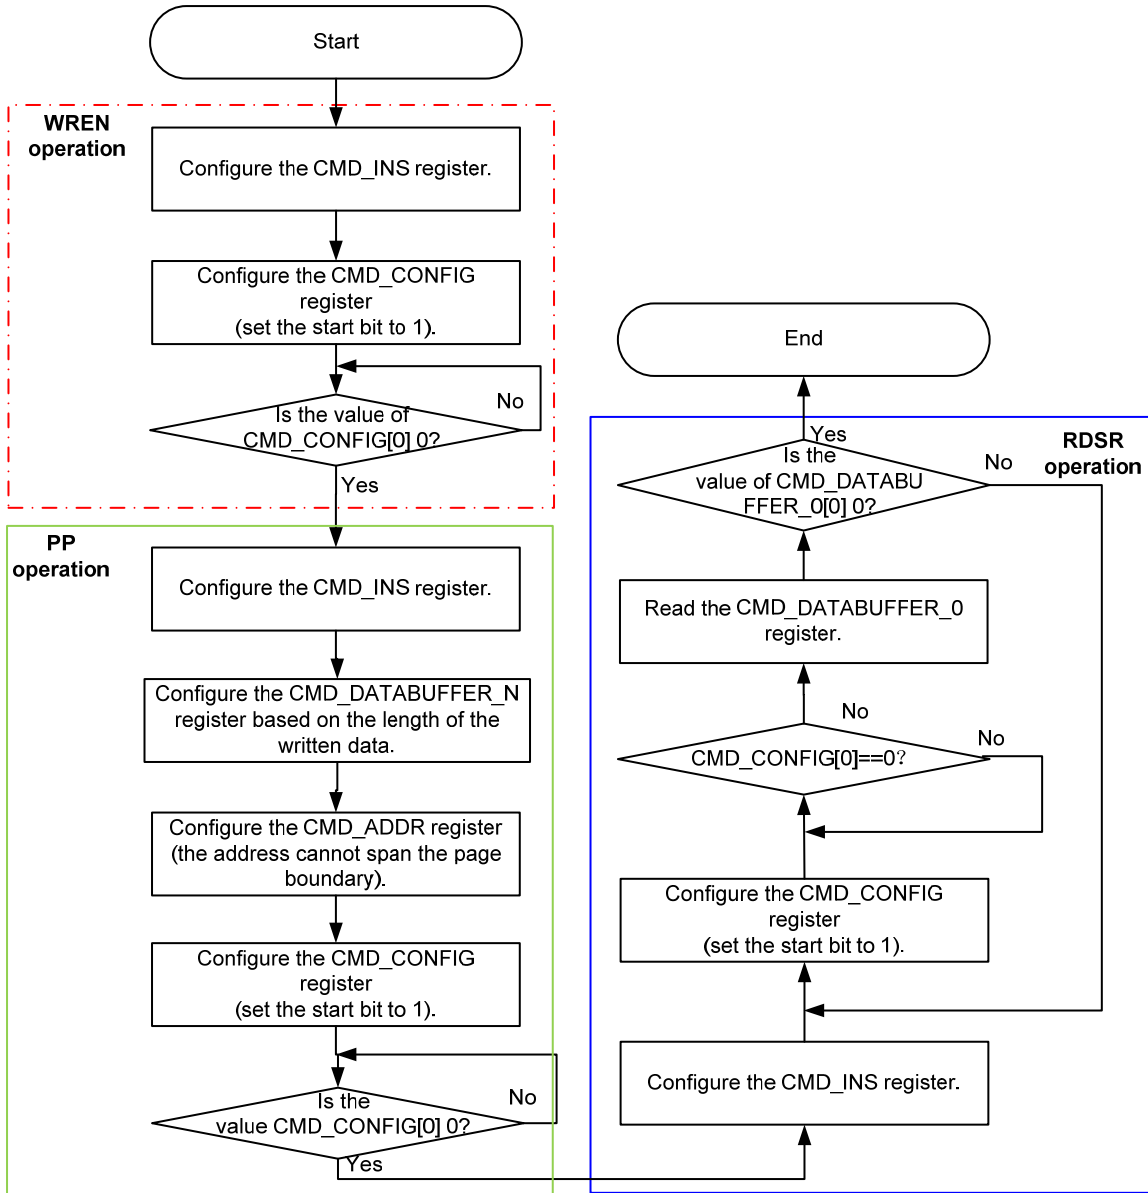 Start
WREN
operation
Configure the CMD_INS register.
Configure the CMD_CONFIG
register
(set the start bit to 1).
No
Is the value of
CMD_CONFIG[0] 0?
Yes
PP
operation
Configure the CMD_INS register.
Configure the CMD_DATABUFFER_N
register based on the length of the
written data.
Configure the CMD_ADDR register
(the address cannot span the page
boundary).
Configure the CMD_CONFIG
register
(set the start bit to 1).
No
Is the
value CMD_CONFIG[0] 0?
Yes
End
Yes
RDSR
operation
No
Is the
value of CMD_DATABU
FFER_0[0] 0?
Read the CMD_DATABUFFER_0
register.
No
No
CMD_CONFIG[0]==0？
Configure the CMD_CONFIG
register
(set the start bit to 1).
Configure the CMD_INS register.